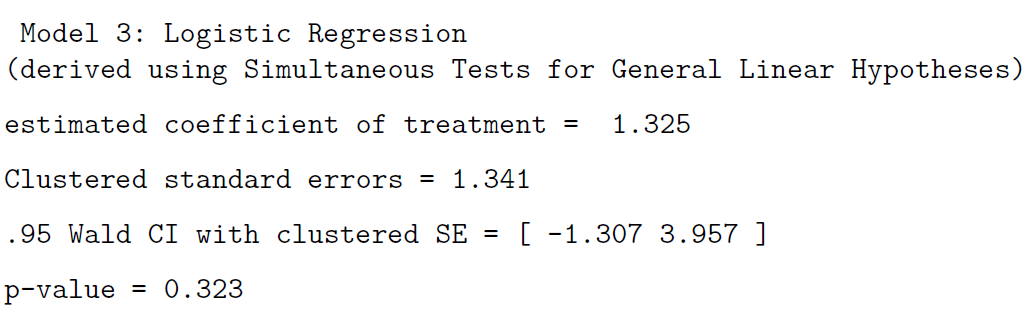 Model 3: Logistic Regression
(derived using Simultaneous Tests for General Linear Hypotheses)
estimated coefficient of treatment = 1.325
Clustered standard errors = 1.341
.95 Wald CI with clustered SE = [ -1.307 3.957 ]
p-value = 0.323